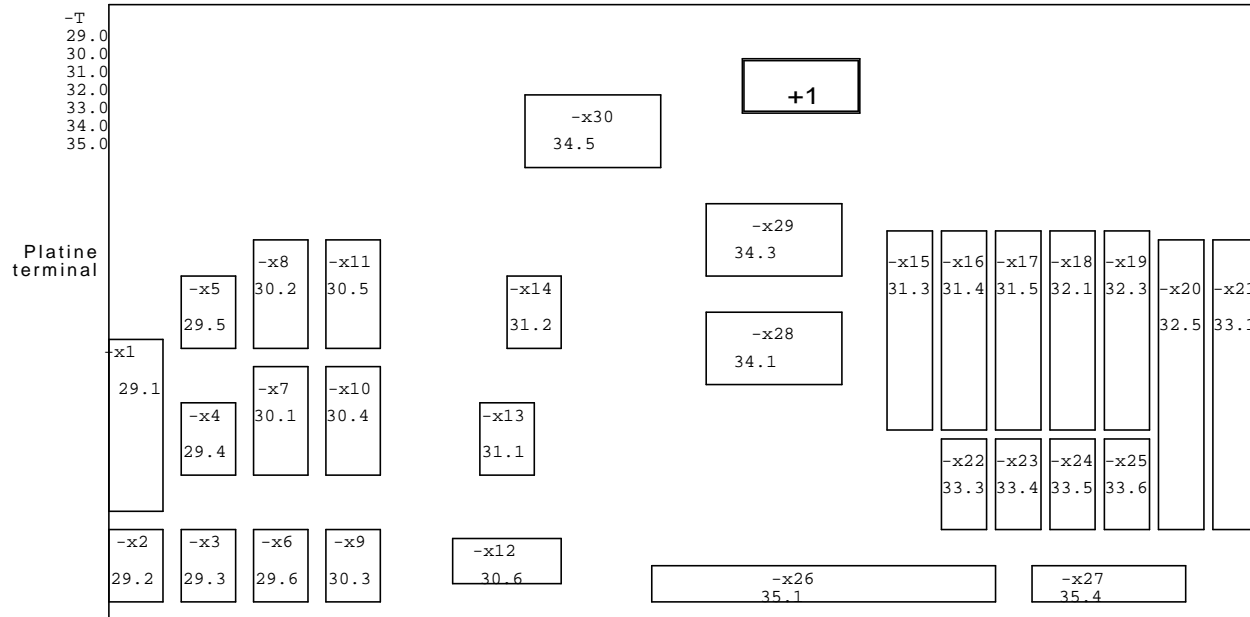 -T
29.0
30.0
31.0
32.0
33.0
34.0
35.0
Platine
terminal
+1
-x30
34.5
-x29
34.3
-x28
34.1
-x8
30.2
-x11
30.5
-x5
29.5
-x14
31.2
-x1
29.1
-x7
30.1
-x10
30.4
-x4
29.4
-x13
31.1
-x15
31.3
-x16
31.4
-x17
31.5
-x18
32.1
-x19
32.3
-x20
32.5
-x21
33.1
-x22
33.3
-x23
33.4
-x24
33.5
-x25
33.6
-x2
29.2
-x3
29.3
-x6
29.6
-x9
30.3
-x12
30.6
-x26
35.1
-x27
35.4